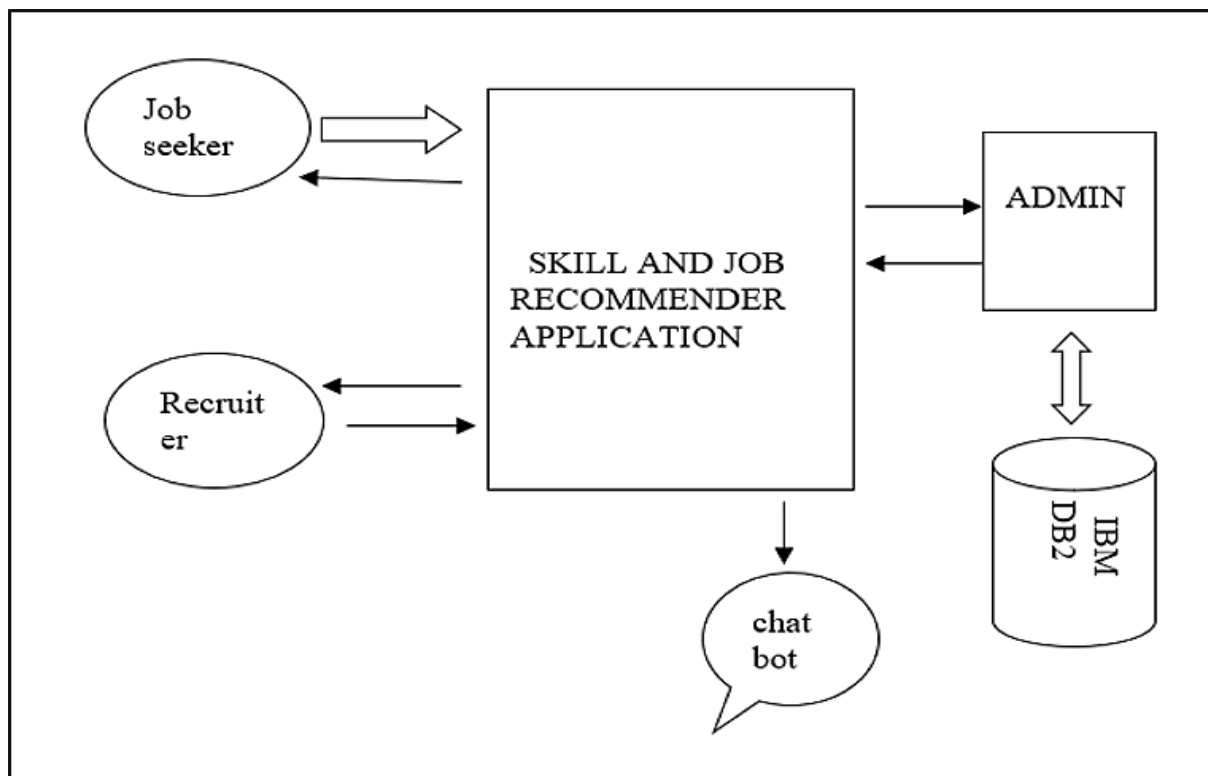 Job
seeker
ADMIN
SKILL AND JOB
RECOMMENDER
APPLICATION
Recruit
er
IBM
DB2
chat
bot